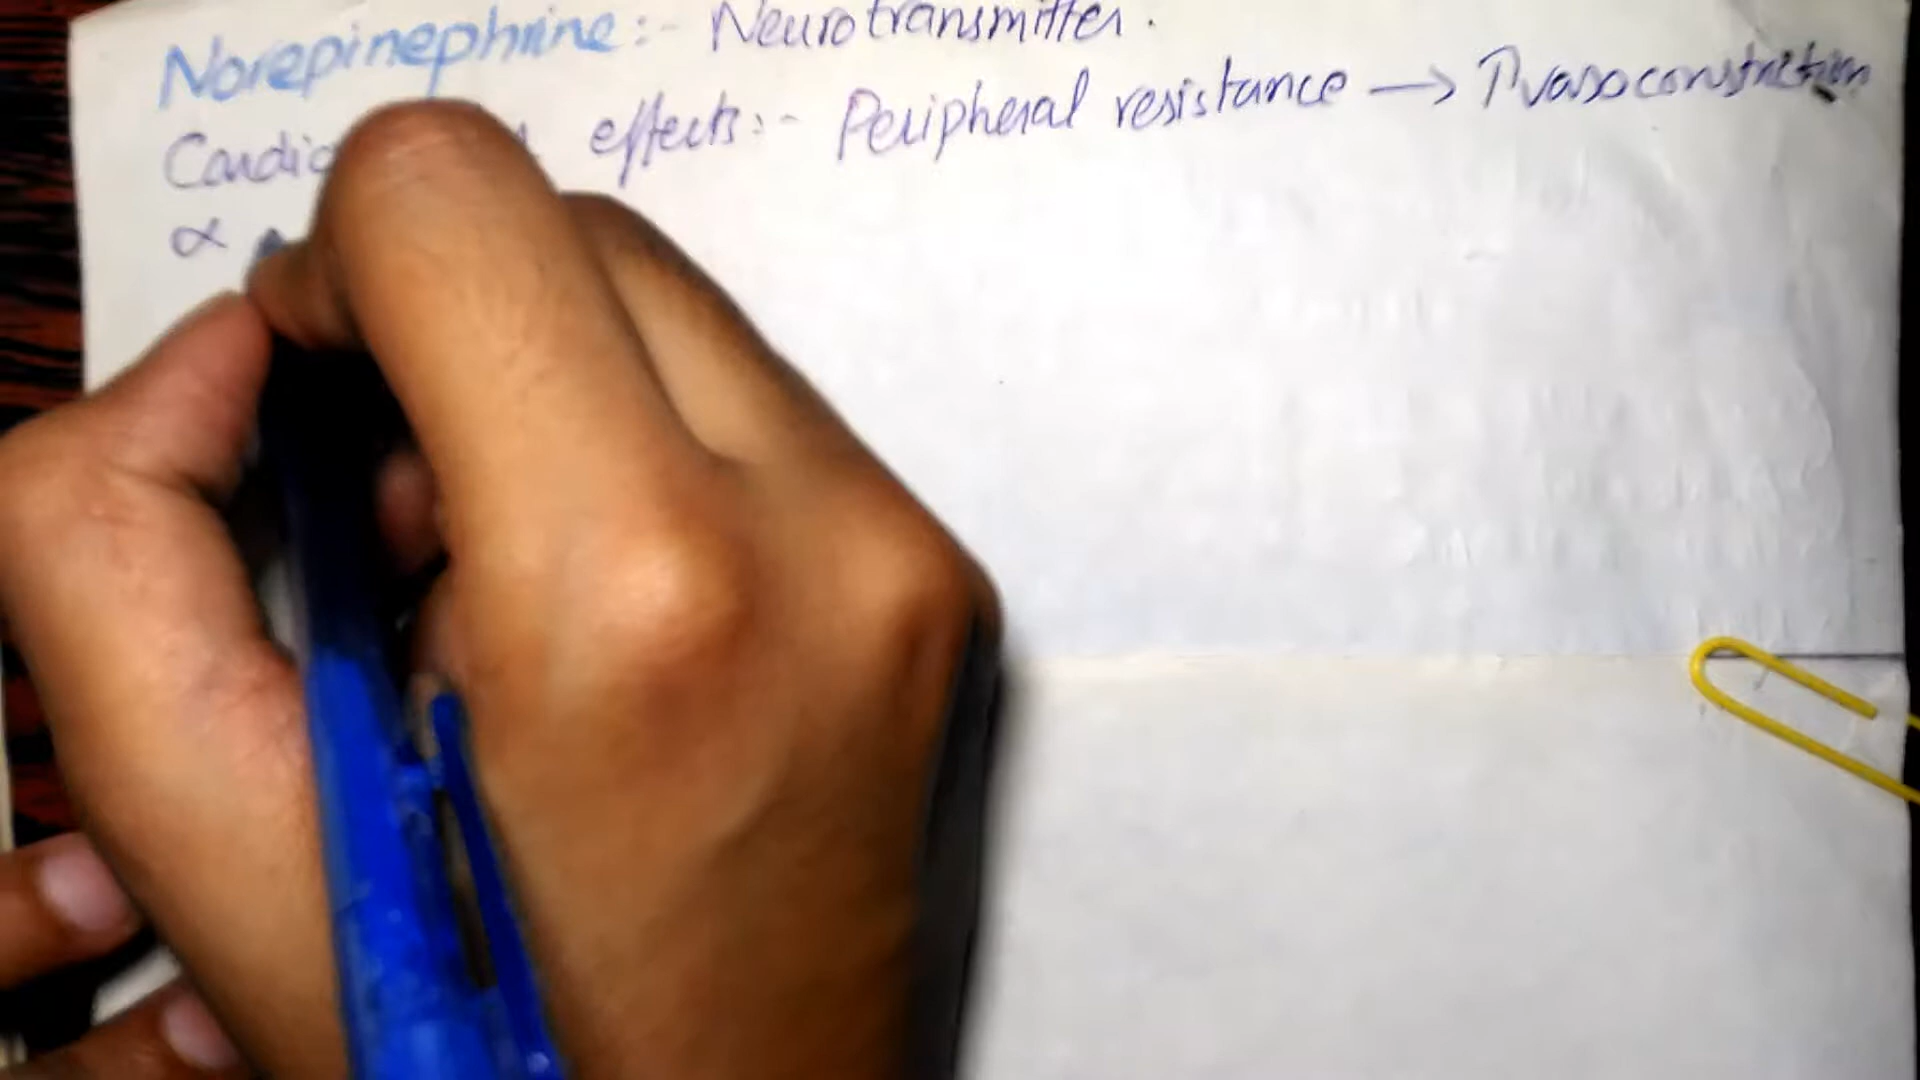 Norepinephrine:- Neurotransmitter.
effects:- Peripheral resistance → ↑vasoconstriction
α